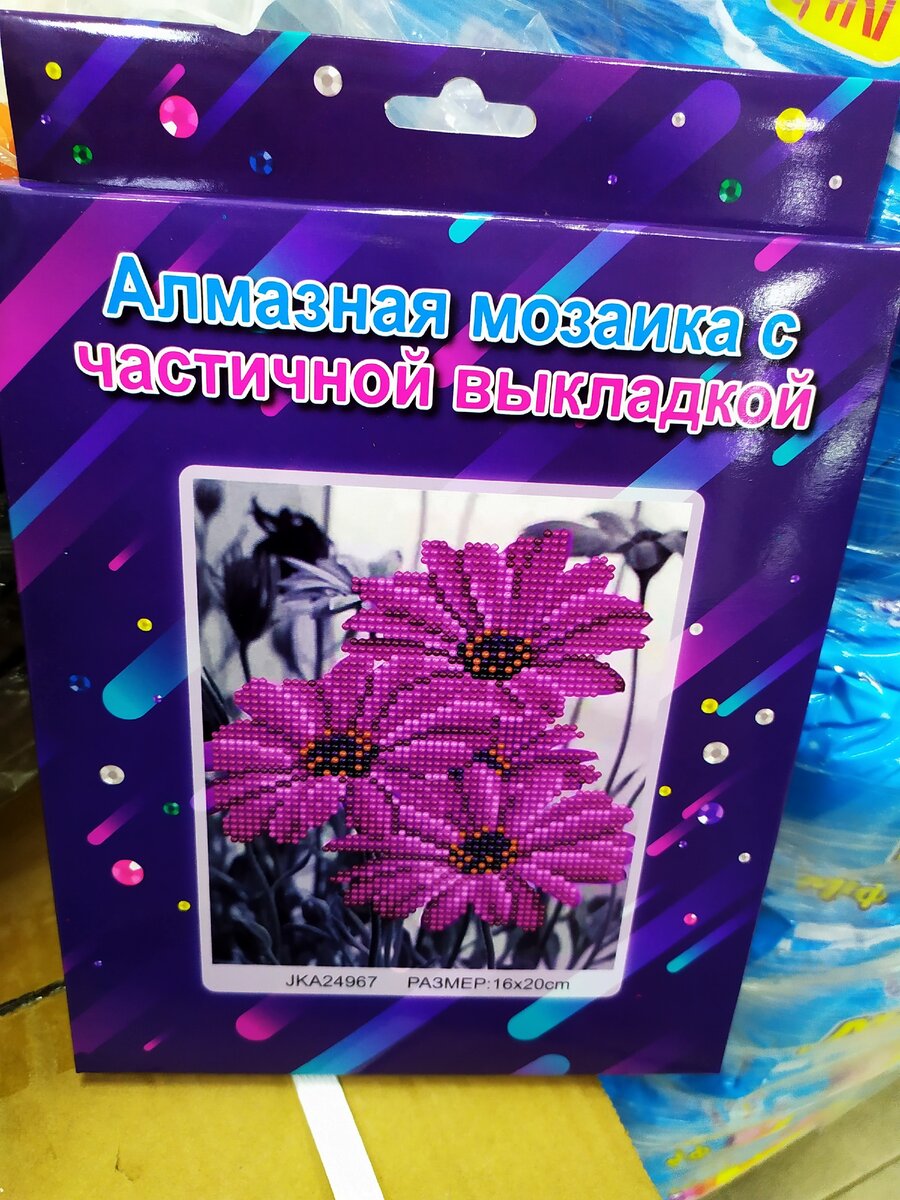 Алмазная мозаика с
частичной выкладкой
JKA24967 РАЗМЕР:16x20cm